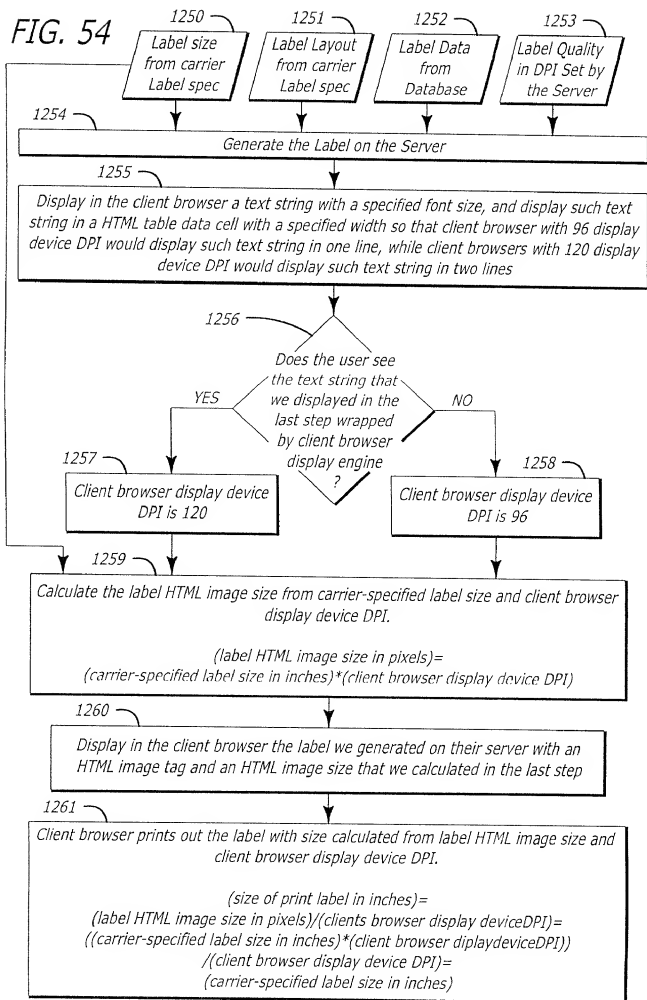 FIG. 54
1250
1251
1252
1253
Label size
from carrier
Label spec
Label Layout
from carrier
Label spec
Label Data
from
Database
Label Quality
in DPI Set by
the Server
1254
Generate the Label on the Server
1255
Display in the client browser a text string with a specified font size, and display such text
string in a HTML table data cell with a specified width so that client browser with 96 display
device DPI would display such text string in one line, while client browsers with 120 display
device DPI would display such text string in two lines
1256
Does the user see
the text string that
we displayed in the
last step wrapped
by client browser
display engine
?
YES
NO
1257
Client browser display device
DPI is 120
1258
Client browser display device
DPI is 96
1259
Calculate the label HTML image size from carrier-specified label size and client browser
display device DPI.
(label HTML image size in pixels)=
(carrier-specified label size in inches)*(client browser display device DPI)
1260
Display in the client browser the label we generated on their server with an
HTML image tag and an HTML image size that we calculated in the last step
1261
Client browser prints out the label with size calculated from label HTML image size and
client browser display device DPI.
(size of print label in inches)=
(label HTML image size in pixels)/(clients browser display deviceDPI)=
((carrier-specified label size in inches)*(client browser diplaydeviceDPI))
/(client browser display device DPI)=
(carrier-specified label size in inches)